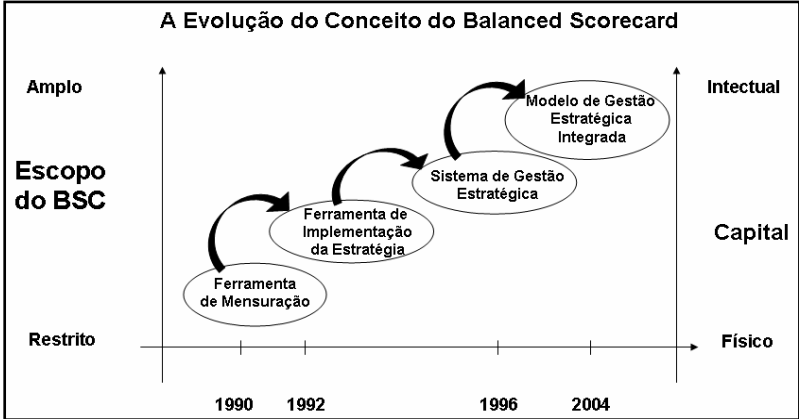 A Evolução do Conceito do Balanced Scorecard
Amplo
Intectual
Modelo de Gestão
Estratégica
Integrada
Escopo
do BSC
Sistema de Gestão
Estratégica
Ferramenta de
Implementação
da Estratégia
Capital
Ferramenta
de Mensuração
Restrito
Físico
1990
1992
1996
2004